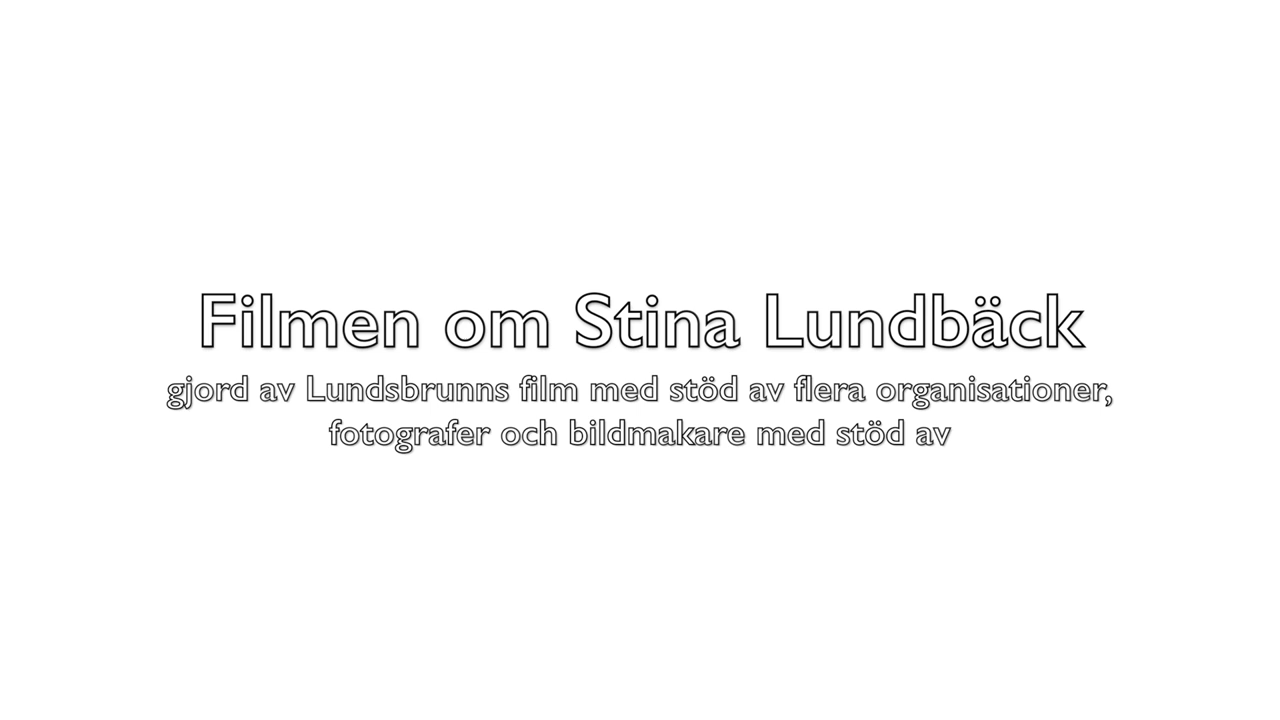 Filmen om Stina Lundbäck
gjord av Lundsbrunns film med stöd av flera organisationer,
fotografer och bildmakare med stöd av